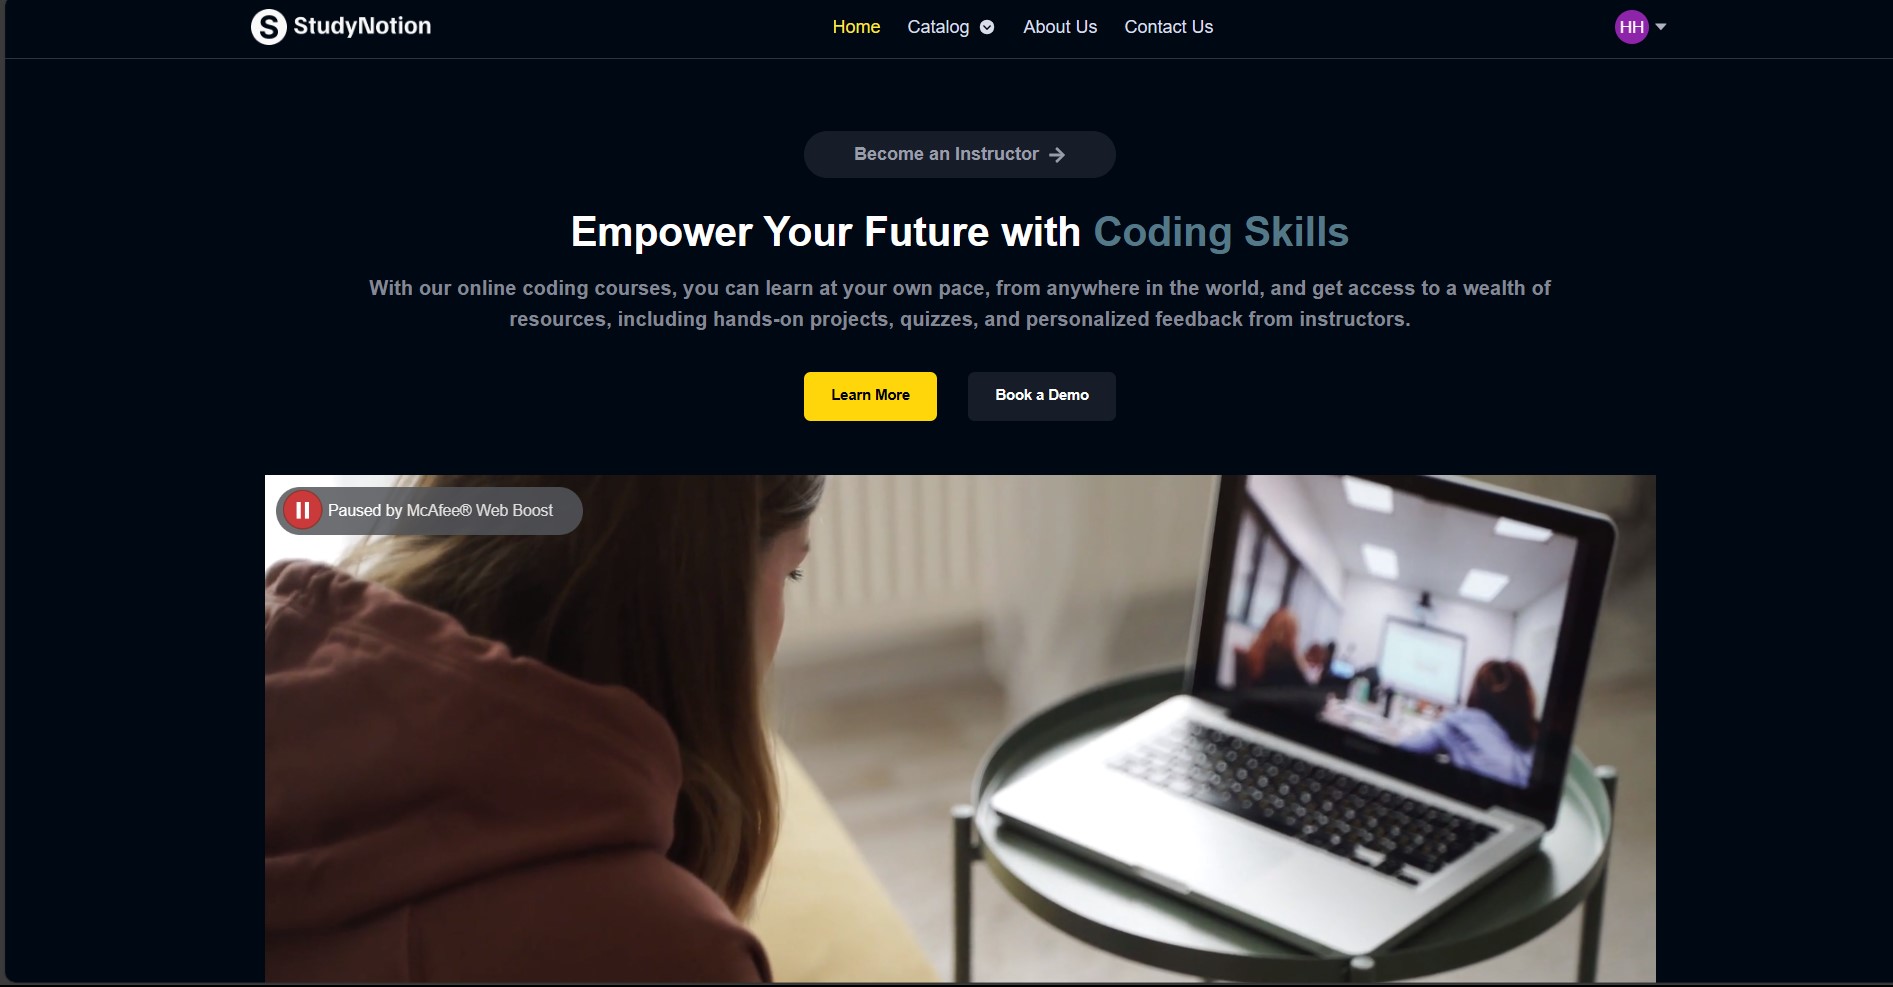 S StudyNotion
Home Catalog About Us Contact Us
HH
Become an Instructor →
Empower Your Future with Coding Skills
With our online coding courses, you can learn at your own pace, from anywhere in the world, and get access to a wealth of
resources, including hands-on projects, quizzes, and personalized feedback from instructors.
Learn More
Book a Demo
Paused by McAfee® Web Boost